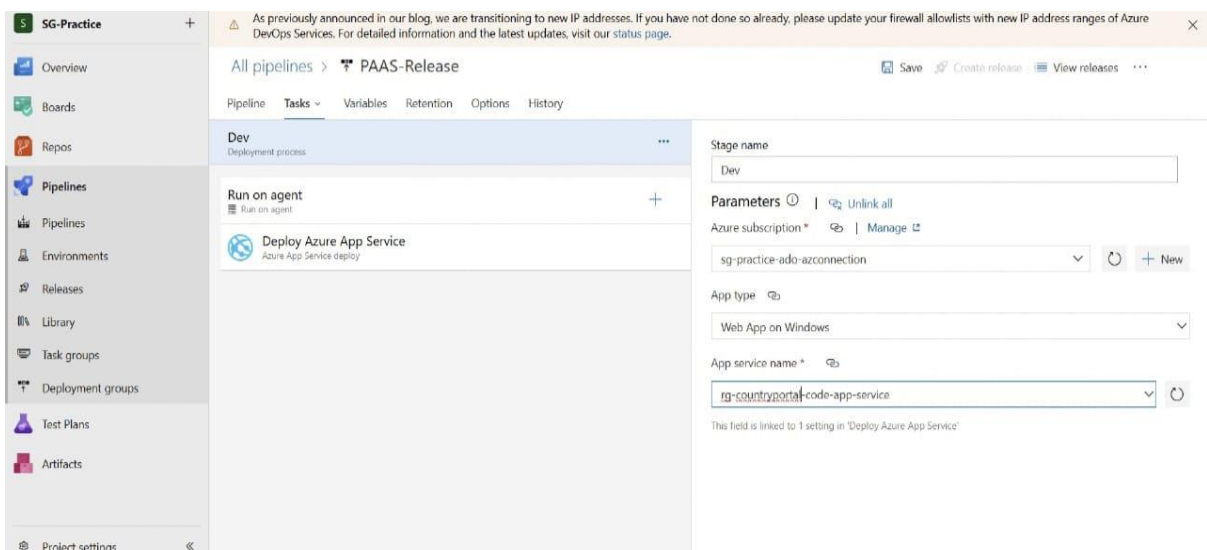 S SG-Practice +
As previously announced in our blog, we are transitioning to new IP addresses. If you have not done so already, please update your firewall allowlists with new IP address ranges of Azure
DevOps Services. For detailed information and the latest updates, visit our status page.
Overview
Boards
Repos
Pipelines
Pipelines
Environments
Releases
Library
Task groups
Deployment groups
Test Plans
Artifacts
Project settings
All pipelines > PAAS-Release
Save Create release View releases ...
Pipeline Tasks Variables Retention Options History
Dev
Deployment process
Run on agent
Run on agent
Deploy Azure App Service
Azure App Service deploy
Stage name
Dev
Parameters | Unlink all
Azure subscription * | Manage
sg-practice-ado-azconnection
+ New
App type
Web App on Windows
App service name *
rg-countryportal-code-app-service
This field is linked to 1 setting in 'Deploy Azure App Service'